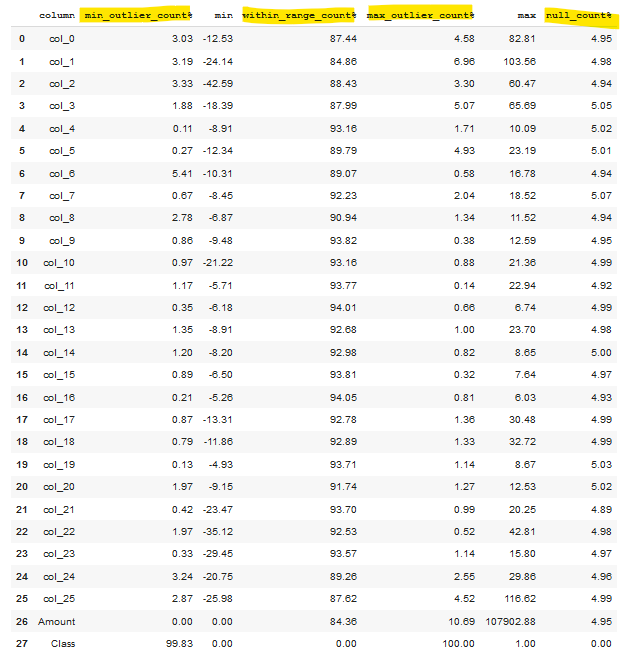 column min_outlier_count% min within_range_count% max_outlier_count% max null_count%
0 col_0 3.03 -12.53 87.44 4.58 82.81 4.95
1 col_1 3.19 -24.14 84.86 6.96 103.56 4.98
2 col_2 3.33 -42.59 88.43 3.30 60.47 4.94
3 col_3 1.88 -18.39 87.99 5.07 65.69 5.05
4 col_4 0.11 -8.91 93.16 1.71 10.09 5.02
5 col_5 0.27 -12.34 89.79 4.93 23.19 5.01
6 col_6 5.41 -10.31 89.07 0.58 16.78 4.94
7 col_7 0.67 -8.45 92.23 2.04 18.52 5.07
8 col_8 2.78 -6.87 90.94 1.34 11.52 4.94
9 col_9 0.86 -9.48 93.82 0.38 12.59 4.95
10 col_10 0.97 -21.22 93.16 0.88 21.36 4.99
11 col_11 1.17 -5.71 93.77 0.14 22.94 4.92
12 col_12 0.35 -6.18 94.01 0.66 6.74 4.99
13 col_13 1.35 -8.91 92.68 1.00 23.70 4.98
14 col_14 1.20 -8.20 92.98 0.82 8.65 5.00
15 col_15 0.89 -6.50 93.81 0.32 7.64 4.97
16 col_16 0.21 -5.26 94.05 0.81 6.03 4.93
17 col_17 0.87 -13.31 92.78 1.36 30.48 4.99
18 col_18 0.79 -11.86 92.89 1.33 32.72 4.99
19 col_19 0.13 -4.93 93.71 1.14 8.67 5.03
20 col_20 1.97 -9.15 91.74 1.27 12.53 5.02
21 col_21 0.42 -23.47 93.70 0.99 20.25 4.89
22 col_22 1.97 -35.12 92.53 0.52 42.81 4.98
23 col_23 0.33 -29.45 93.57 1.14 15.80 4.97
24 col_24 3.24 -20.75 89.26 2.55 29.86 4.96
25 col_25 2.87 -25.98 87.62 4.52 116.62 4.99
26 Amount 0.00 0.00 84.36 10.69 107902.88 4.95
27 Class 99.83 0.00 0.00 100.00 1.00 0.00